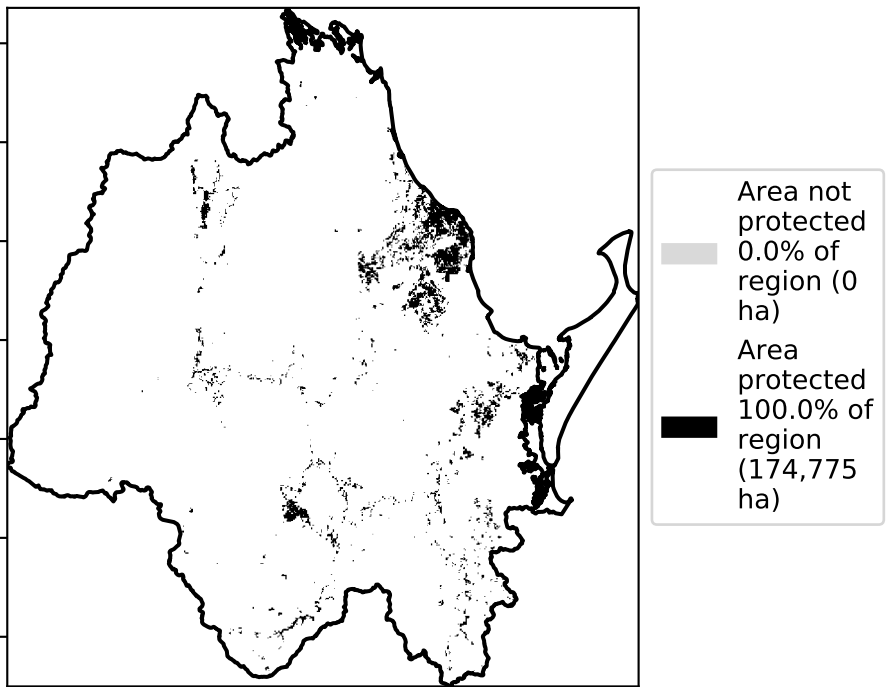 Area not
protected
0.0% of
region (0
ha)
Area
protected
100.0% of
region
(174,775
ha)